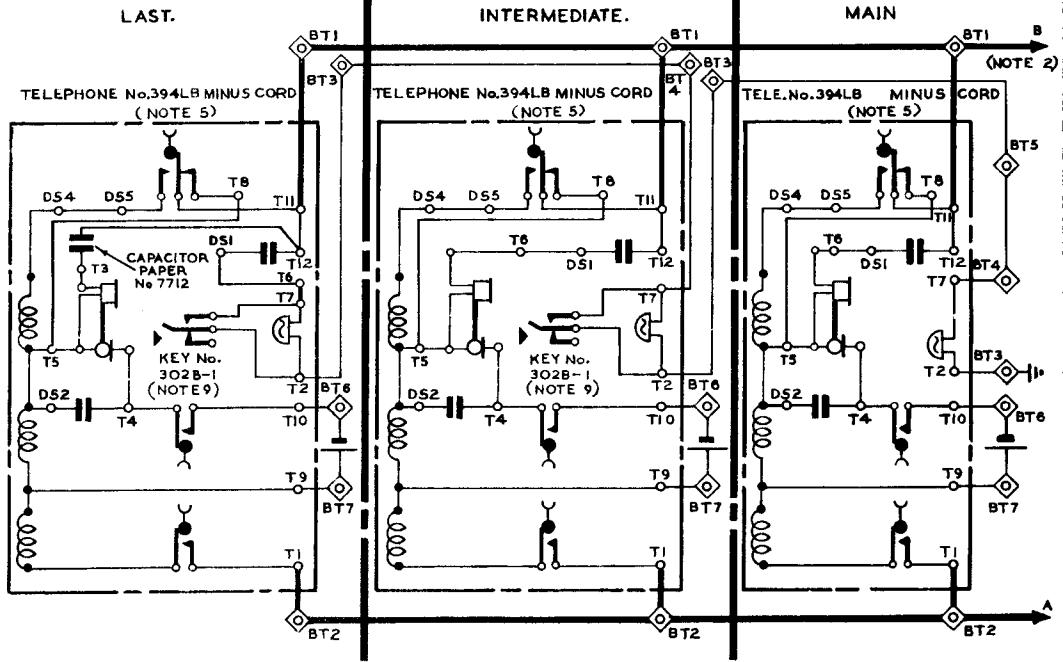 LAST.
INTERMEDIATE.
MAIN
BT1
BT3
BT1
BT3
BT
4
BT1
B
(NOTE 2)
TELEPHONE No.394LB MINUS CORD
(NOTE 5)
TELEPHONE No.394LB MINUS CORD
(NOTE 5)
TELE.No.394LB MINUS CORD
(NOTE 5)
DS4
DS5
T8
T11
DS1
T12
CAPACITOR
PAPER
No 7712
T3
T6
T7
T5
KEY No.
302B-1
(NOTE9)
T2
BT6
DS2
T4
T10
T9
BT7
T1
BT2
DS4
DS5
T8
T11
T6
DS1
T12
T7
T5
KEY No.
302B-1
(NOTE 9)
T2
BT6
DS2
T4
T10
T9
BT7
T1
BT2
DS4
DS5
T8
BT5
T11
T6
DS1
T12
T7
BT4
T5
T2
BT3
DS2
T4
T10
BT6
T9
BT7
T1
A
BT2